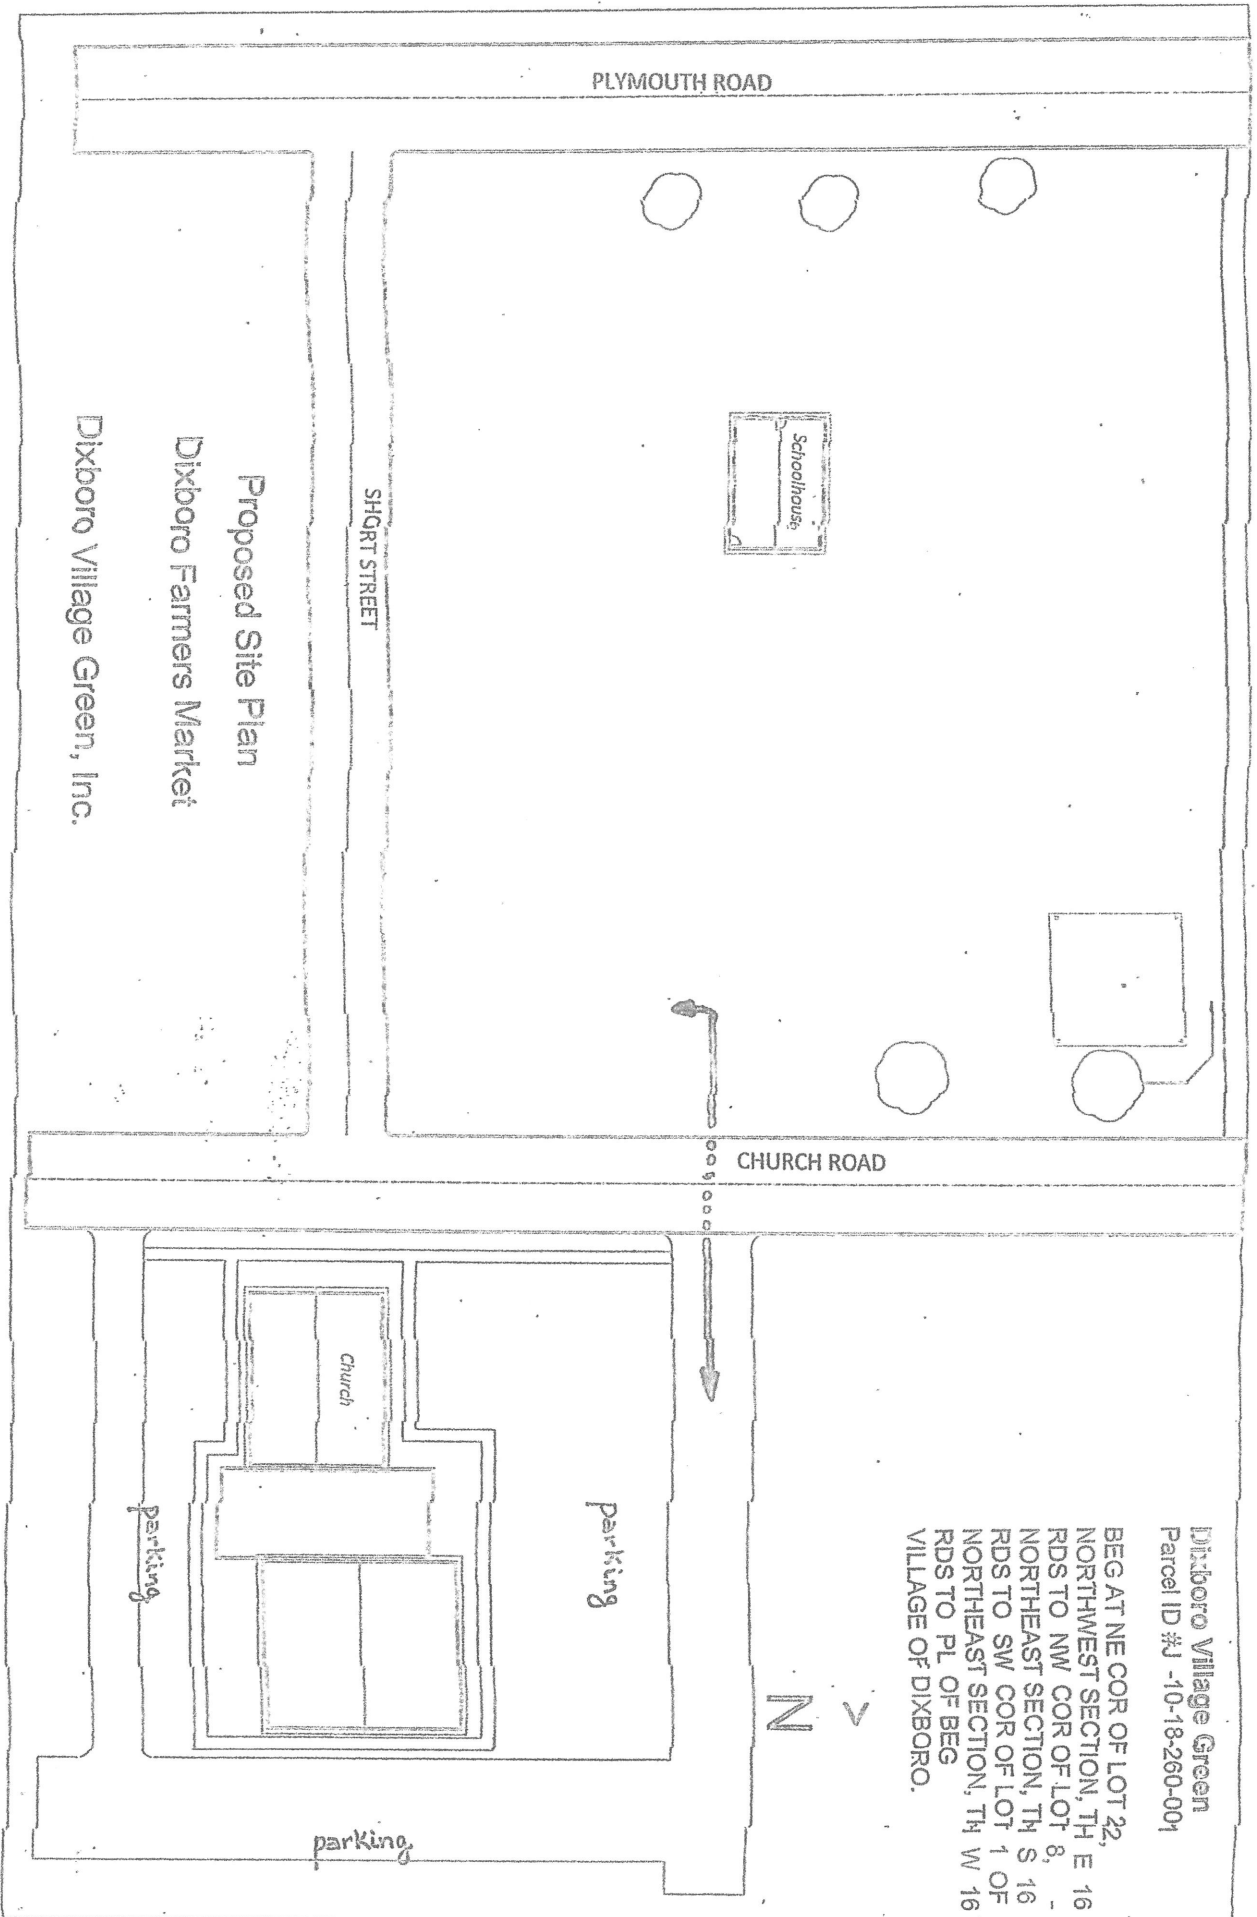 PLYMOUTH ROAD
Schoolhouse
SHORT STREET
Proposed Site Plan
Dixboro Farmers Market
Dixboro Village Green, Inc.
CHURCH ROAD
Church
parking
parking
parking
N
Dixboro Village Green
Parcel ID #J -10-18-260-001
BEG AT NE COR OF LOT 22,
NORTHWEST SECTION, TH E 16
RDS TO NW COR OF LOT 8, -
NORTHEAST SECTION, TH S 16
RDS TO SW COR OF LOT 1 OF
NORTHEAST SECTION, TH W 16
RDS TO PL OF BEG
VILLAGE OF DIXBORO.